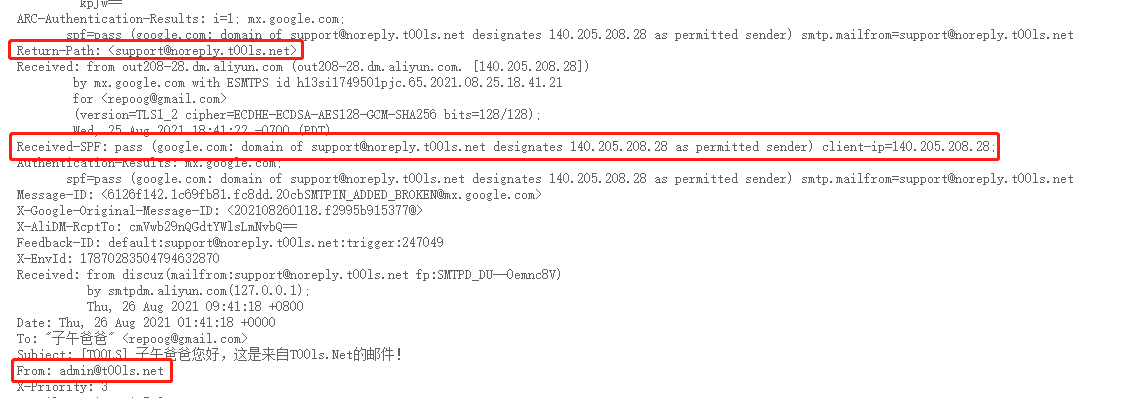 kpJw==
ARC-Authentication-Results: i=1; mx.google.com;
spf=pass (google.com: domain of support@noreply.t00ls.net designates 140.205.208.28 as permitted sender) smtp.mailfrom=support@noreply.t00ls.net
Return-Path: <support@noreply.t00ls.net>
Received: from out208-28.dm.aliyun.com (out208-28.dm.aliyun.com. [140.205.208.28])
by mx.google.com with ESMTPS id h13si1749501pjc.65.2021.08.25.18.41.21
for <repoog@gmail.com>
(version=TLS1_2 cipher=ECDHE-ECDSA-AES128-GCM-SHA256 bits=128/128);
Wed, 25 Aug 2021 18:41:22 -0700 (PDT)
Received-SPF: pass (google.com: domain of support@noreply.t00ls.net designates 140.205.208.28 as permitted sender) client-ip=140.205.208.28;
Authentication-Results: mx.google.com;
spf=pass (google.com: domain of support@noreply.t00ls.net designates 140.205.208.28 as permitted sender) smtp.mailfrom=support@noreply.t00ls.net
Message-ID: <6126f142.1c69fb81.fc8dd.20cbSMTPIN_ADDED_BROKEN@mx.google.com>
X-Google-Original-Message-ID: <202108260118.f2995b915377@>
X-AliDM-RcptTo: cmVwb29nQGdtYWlsLmNvbQ==
Feedback-ID: default:support@noreply.t00ls.net:trigger:247049
X-EnvId: 17870283504794632870
Received: from discuz(mailfrom:support@noreply.t00ls.net fp:SMTPD_DU--Oemnc8V)
by smtpdm.aliyun.com(127.0.0.1);
Thu, 26 Aug 2021 09:41:18 +0800
Date: Thu, 26 Aug 2021 01:41:18 +0000
To: "子午爸爸" <repoog@gmail.com>
Subject: [T00LS] 子午爸爸您好，这是来自T00ls.Net的邮件！
From: admin@t00ls.net
X-Priority: 3